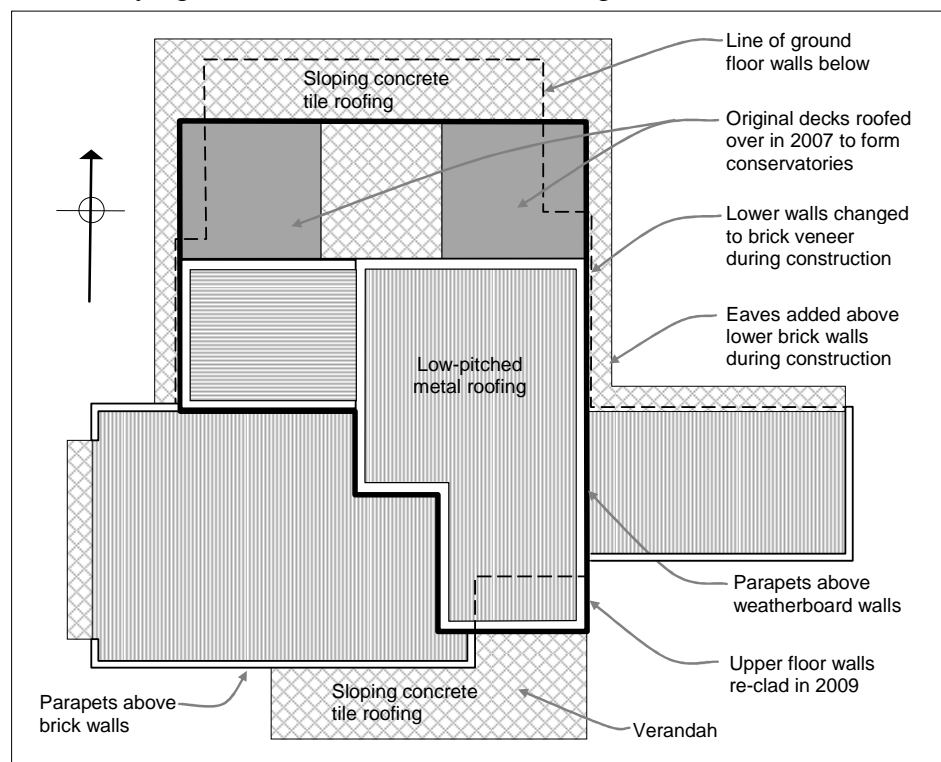 Sloping concrete
tile roofing
Line of ground
floor walls below
Original decks roofed
over in 2007 to form
conservatories
Lower walls changed
to brick veneer
during construction
Eaves added above
lower brick walls
during construction
Low-pitched
metal roofing
Parapets above
weatherboard walls
Upper floor walls
re-clad in 2009
Parapets above
brick walls
Sloping concrete
tile roofing
Verandah